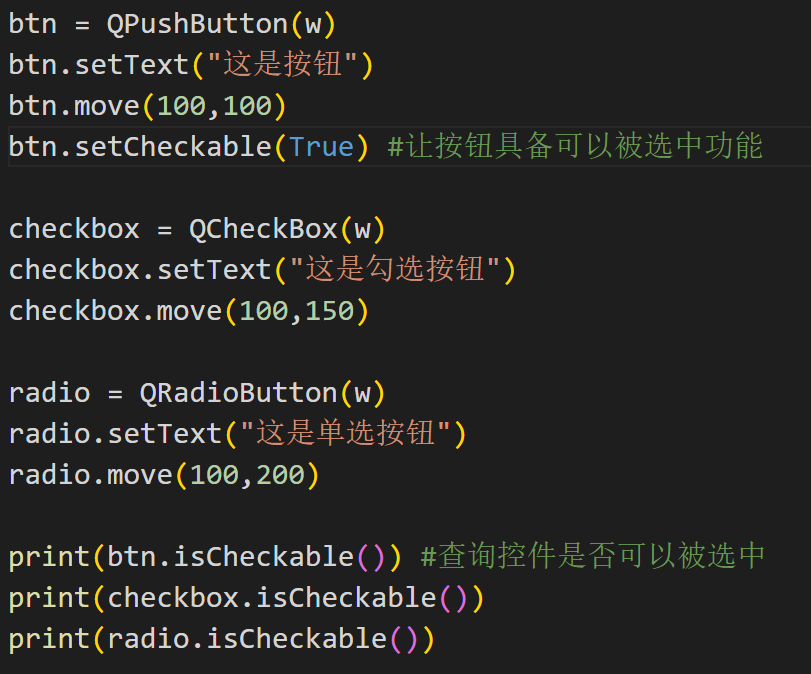 btn = QPushButton(w)
btn.setText("这是按钮")
btn.move(100,100)
btn.setCheckable(True) #让按钮具备可以被选中功能
checkbox = QCheckBox(w)
checkbox.setText("这是勾选按钮")
checkbox.move(100,150)
radio = QRadioButton(w)
radio.setText("这是单选按钮")
radio.move(100,200)
print(btn.isCheckable()) #查询控件是否可以被选中
print(checkbox.isCheckable())
print(radio.isCheckable())